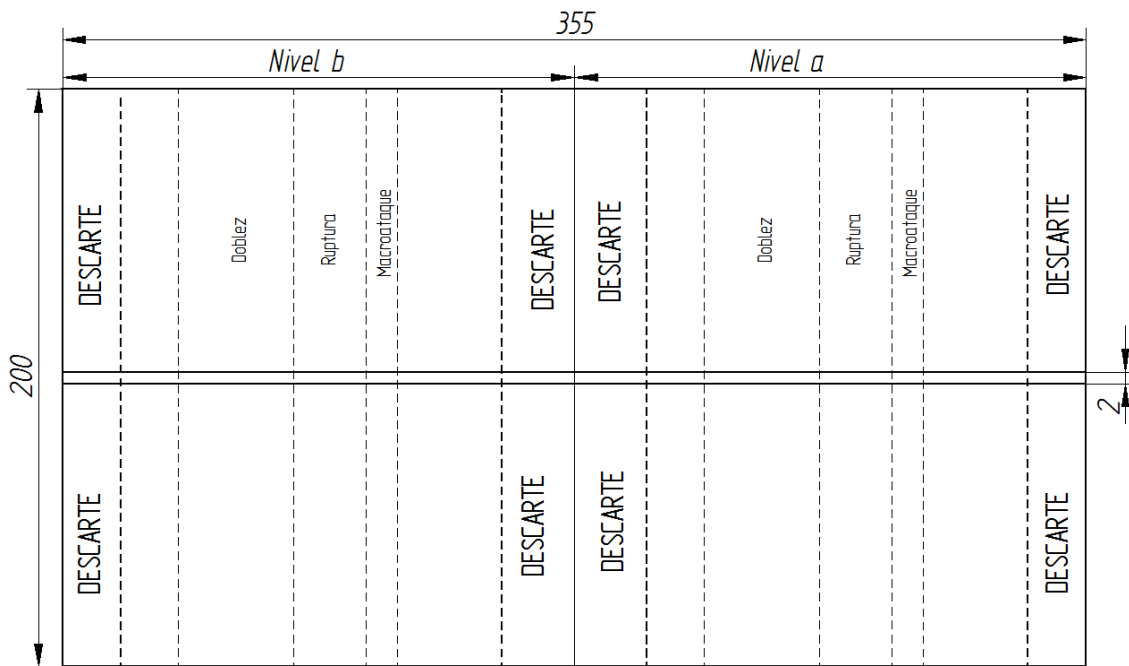 355
Nivel b
Nivel a
DESCARTE
Doblez
Ruptura
Macroataque
DESCARTE
DESCARTE
Doblez
Ruptura
Macroataque
DESCARTE
200
2
DESCARTE
DESCARTE
DESCARTE
DESCARTE